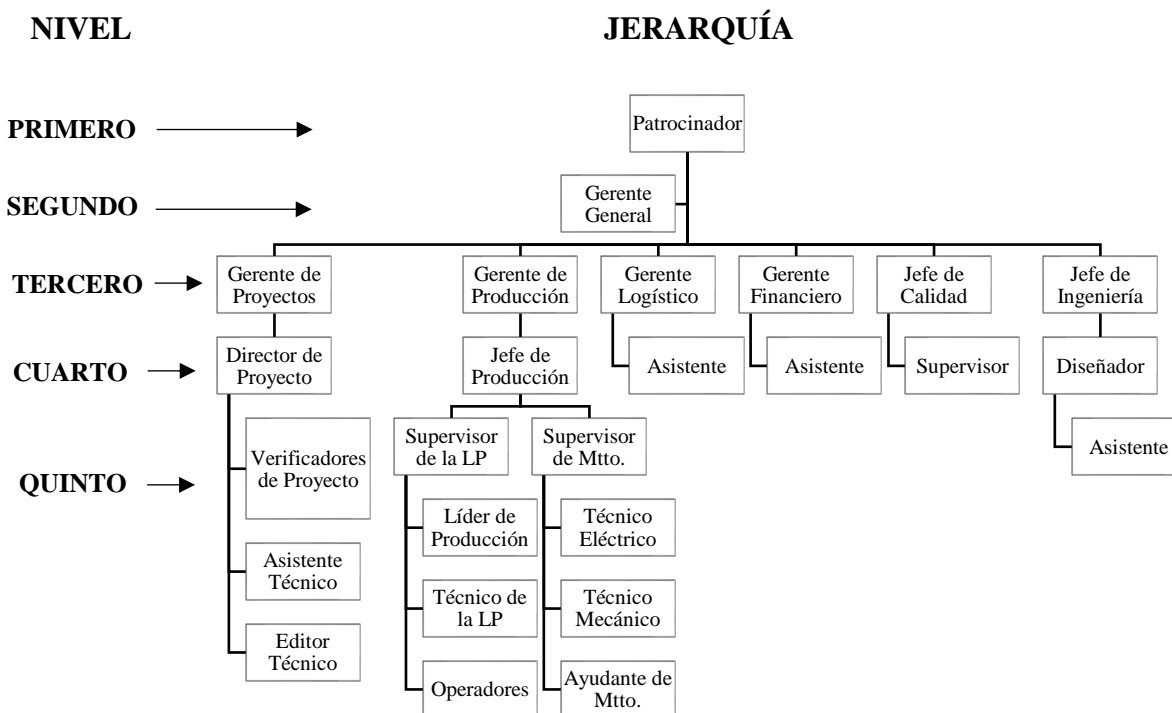 NIVEL
JERARQUÍA
PRIMERO
Patrocinador
SEGUNDO
Gerente
General
TERCERO
Gerente de
Proyectos
Gerente de
Producción
Gerente
Logístico
Gerente
Financiero
Jefe de
Calidad
Jefe de
Ingeniería
CUARTO
Director de
Proyecto
Jefe de
Producción
Asistente
Asistente
Supervisor
Diseñador
QUINTO
Verificadores
de Proyecto
Supervisor
de la LP
Supervisor
de Mtto.
Asistente
Líder de
Producción
Técnico
Eléctrico
Asistente
Técnico
Técnico de
la LP
Técnico
Mecánico
Editor
Técnico
Operadores
Ayudante de
Mtto.